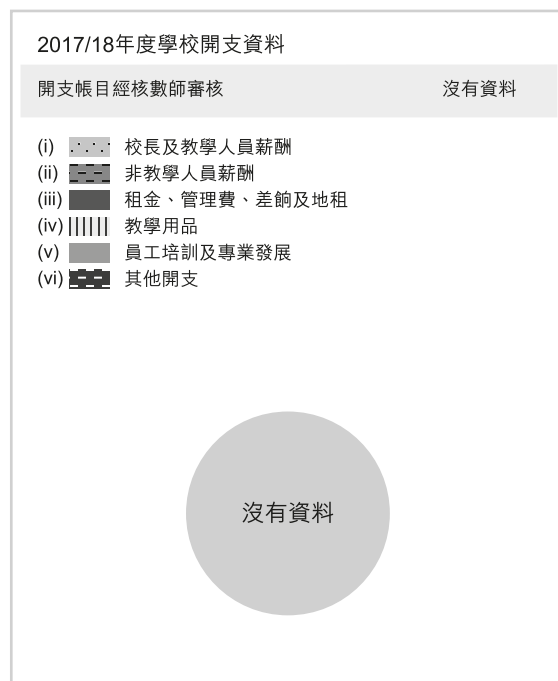 2017/18年度學校開支資料
開支帳目經核數師審核 沒有資料
(i) 校長及教學人員薪酬
(ii) 非教學人員薪酬
(iii) 租金、管理費、差餉及地租
(iv) 教學用品
(v) 員工培訓及專業發展
(vi) 其他開支
沒有資料